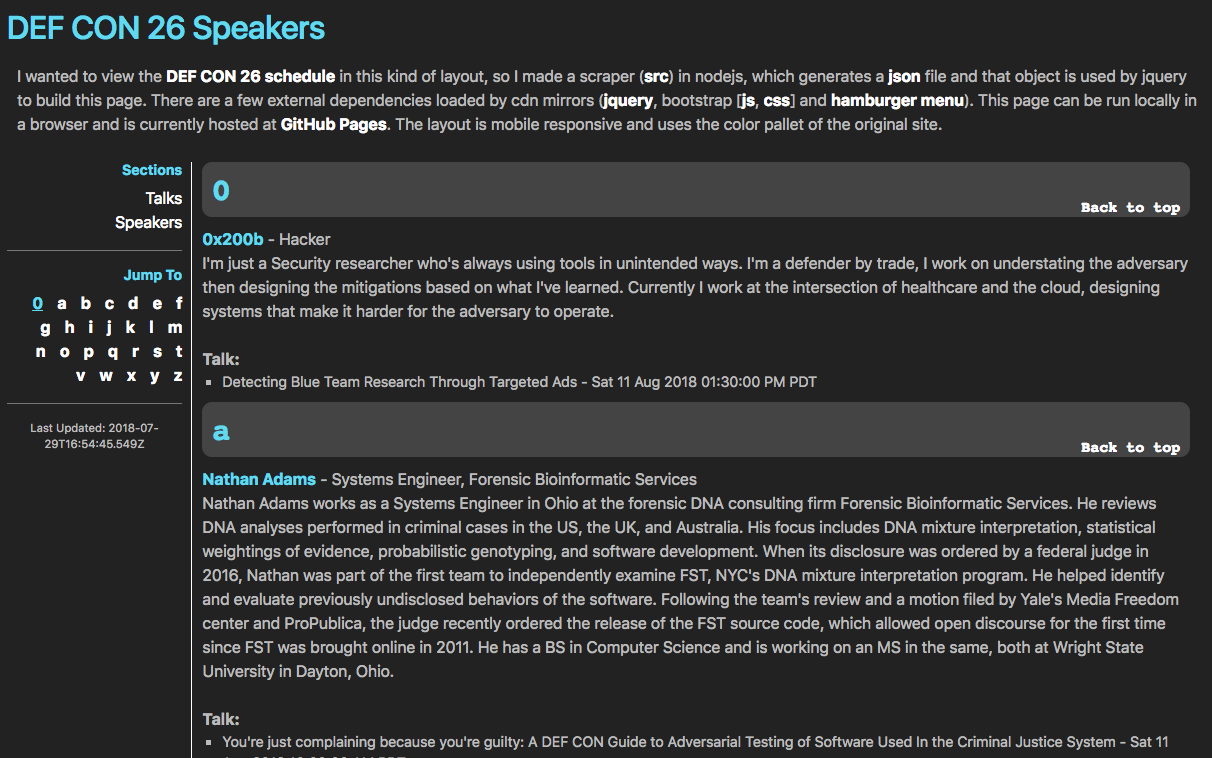 DEF CON 26 Speakers
I wanted to view the DEF CON 26 schedule in this kind of layout, so I made a scraper (src) in nodejs, which generates a json file and that object is used by jquery
to build this page. There are a few external dependencies loaded by cdn mirrors (jquery, bootstrap [js, css] and hamburger menu). This page can be run locally in
a browser and is currently hosted at GitHub Pages. The layout is mobile responsive and uses the color pallet of the original site.
Sections
Talks
Speakers
Jump To
0 a b c d e f
g h i j k l m
n o p q r s t
v w x y z
Last Updated: 2018-07-
29T16:54:45.549Z
0
Back to top
0x200b - Hacker
I'm just a Security researcher who's always using tools in unintended ways. I'm a defender by trade, I work on understating the adversary
then designing the mitigations based on what I've learned. Currently I work at the intersection of healthcare and the cloud, designing
systems that make it harder for the adversary to operate.
Talk:
▪ Detecting Blue Team Research Through Targeted Ads - Sat 11 Aug 2018 01:30:00 PM PDT
a
Back to top
Nathan Adams - Systems Engineer, Forensic Bioinformatic Services
Nathan Adams works as a Systems Engineer in Ohio at the forensic DNA consulting firm Forensic Bioinformatic Services. He reviews
DNA analyses performed in criminal cases in the US, the UK, and Australia. His focus includes DNA mixture interpretation, statistical
weightings of evidence, probabilistic genotyping, and software development. When its disclosure was ordered by a federal judge in
2016, Nathan was part of the first team to independently examine FST, NYC's DNA mixture interpretation program. He helped identify
and evaluate previously undisclosed behaviors of the software. Following the team's review and a motion filed by Yale's Media Freedom
center and ProPublica, the judge recently ordered the release of the FST source code, which allowed open discourse for the first time
since FST was brought online in 2011. He has a BS in Computer Science and is working on an MS in the same, both at Wright State
University in Dayton, Ohio.
Talk:
▪ You're just complaining because you're guilty: A DEF CON Guide to Adversarial Testing of Software Used In the Criminal Justice System - Sat 11